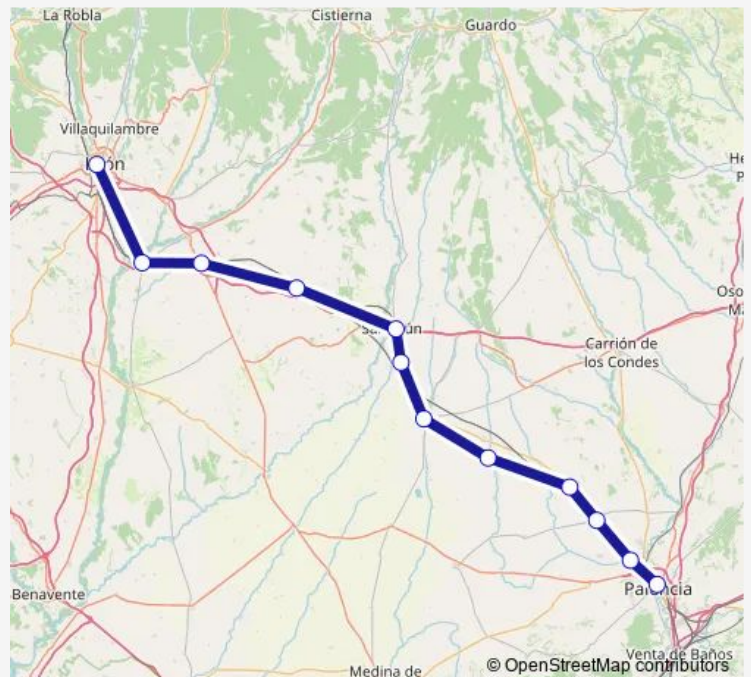 La Robla
Cistierna
Guardo
Villaquilambre
Carrión de
los Condes
Benavente
Palencia
Venta de Baños
Medina de
© OpenStreetMap contributors